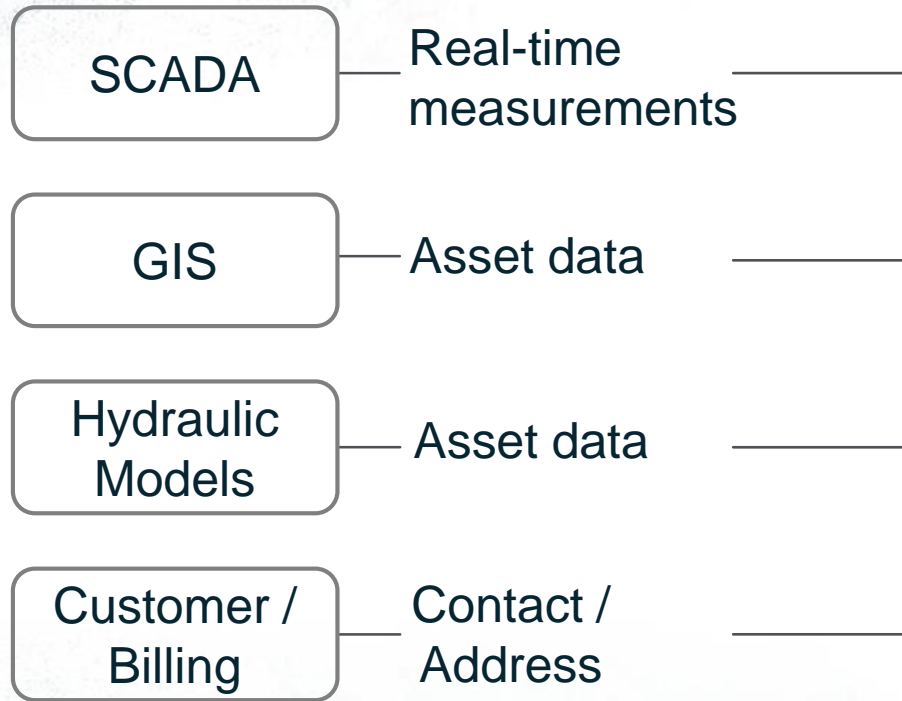 SCADA
Real-time
measurements
GIS
Asset data
Hydraulic
Models
Asset data
Customer /
Billing
Contact /
Address